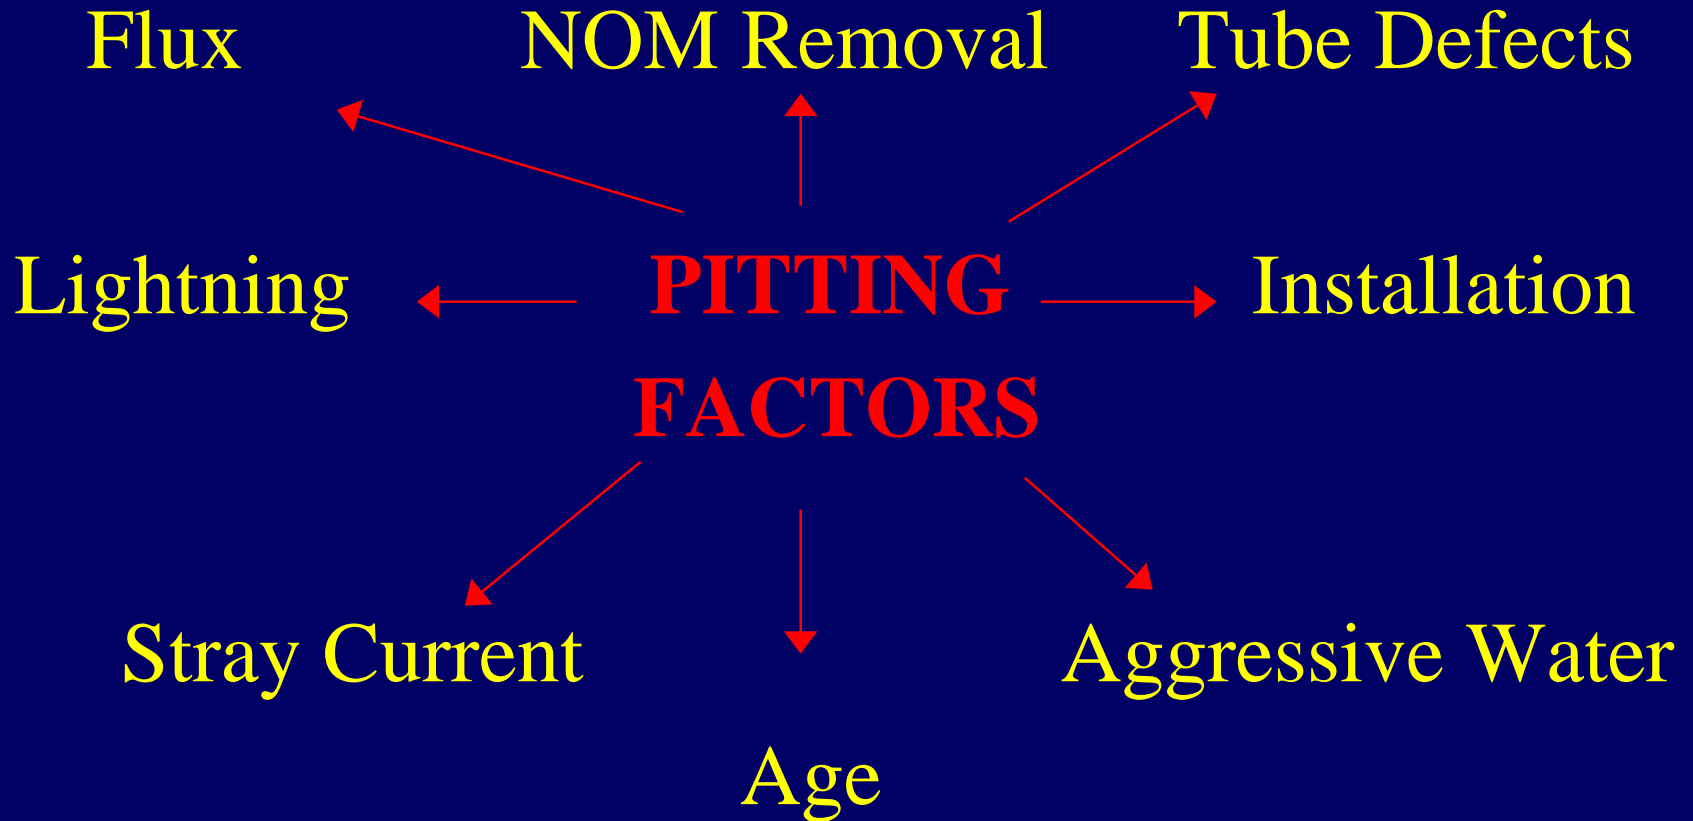 Flux
NOM Removal
Tube Defects
Lightning
PITTING
Installation
FACTORS
Stray Current
Aggressive Water
Age